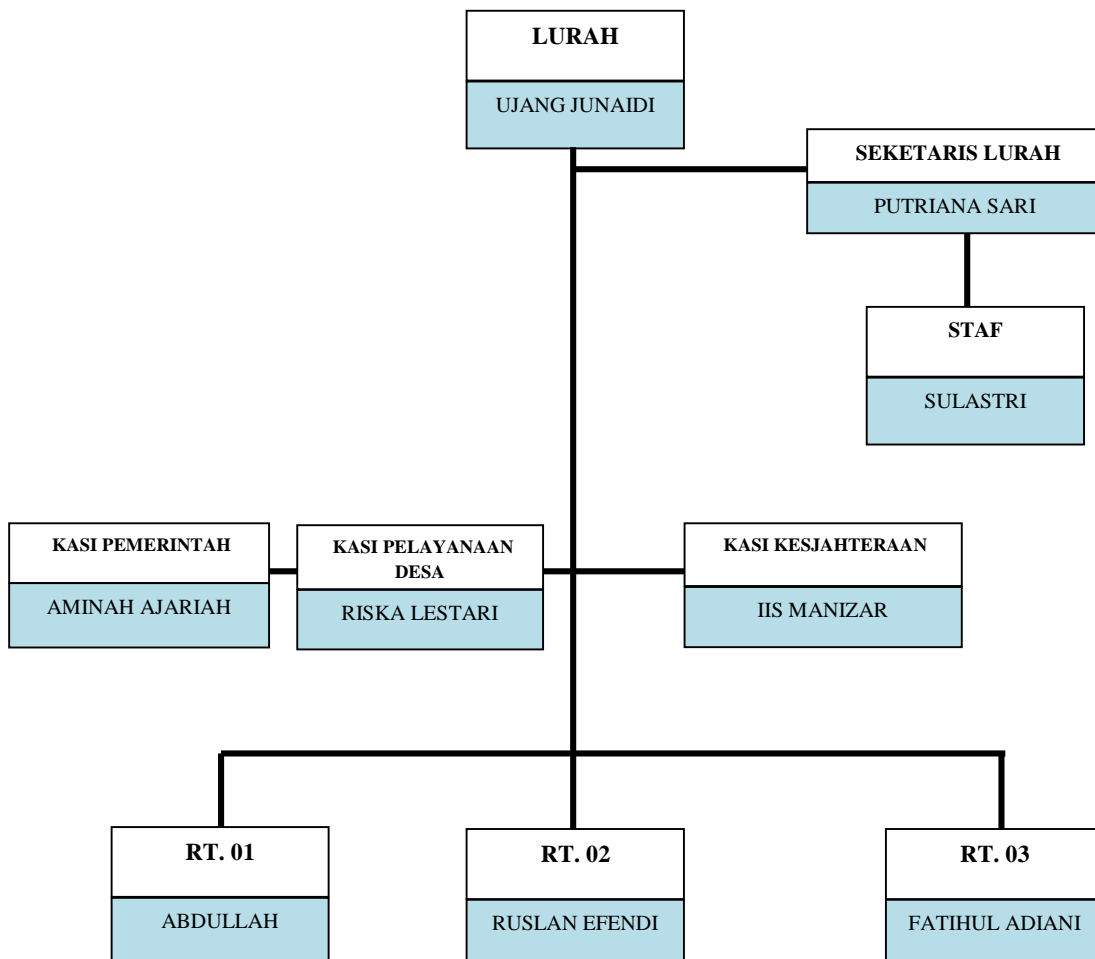 LURAH
UJANG JUNAIDI
SEKETARIS LURAH
PUTRIANA SARI
STAF
SULASTRI
KASI PEMERINTAH
AMINAH AJARIAH
KASI PELAYANAAN
DESA
RISKA LESTARI
KASI KESJAHTERAAN
IIS MANIZAR
RT. 01
ABDULLAH
RT. 02
RUSLAN EFENDI
RT. 03
FATIHUL ADIANI